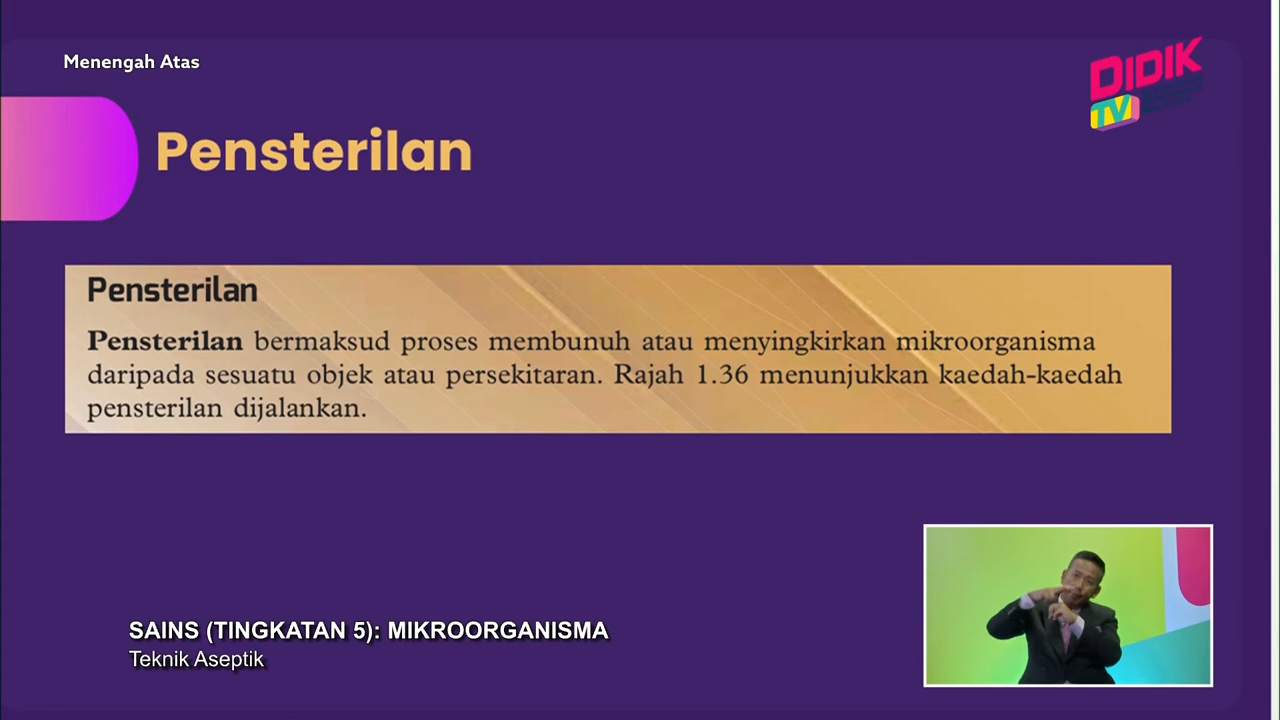 Menengah Atas
DIDIK
TV
Pensterilan
Pensterilan
Pensterilan bermaksud proses membunuh atau menyingkirkan mikroorganisma
daripada sesuatu objek atau persekitaran. Rajah 1.36 menunjukkan kaedah-kaedah
pensterilan dijalankan.
SAINS (TINGKATAN 5): MIKROORGANISMA
Teknik Aseptik